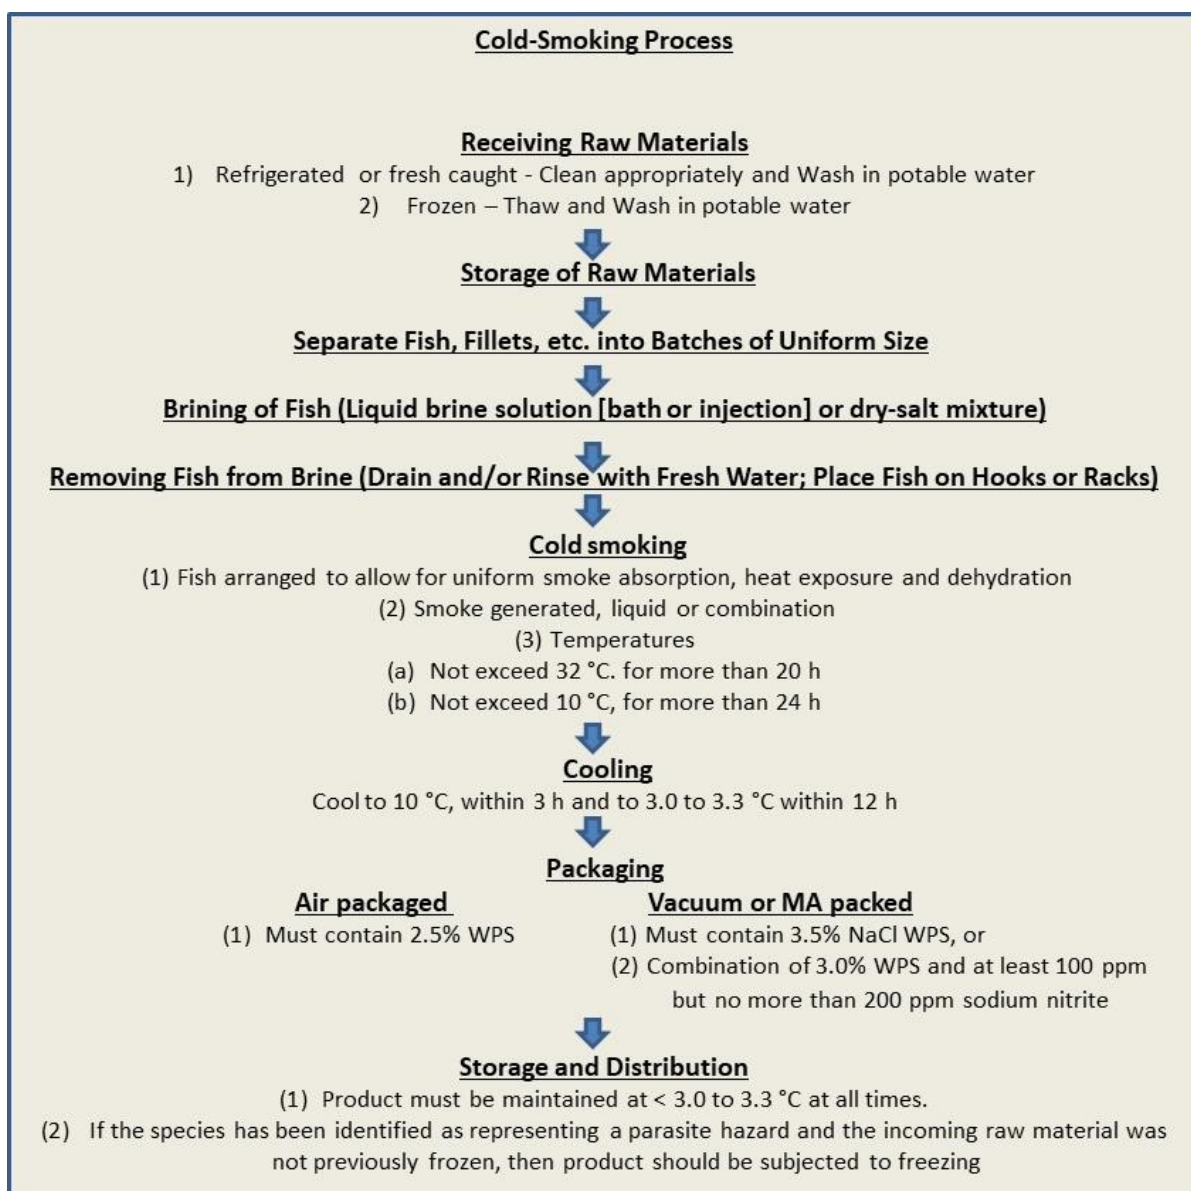 Cold-Smoking Process
Receiving Raw Materials
1) Refrigerated or fresh caught - Clean appropriately and Wash in potable water
2) Frozen – Thaw and Wash in potable water
Storage of Raw Materials
Separate Fish, Fillets, etc. into Batches of Uniform Size
Brining of Fish (Liquid brine solution [bath or injection] or dry-salt mixture)
Removing Fish from Brine (Drain and/or Rinse with Fresh Water; Place Fish on Hooks or Racks)
Cold smoking
(1) Fish arranged to allow for uniform smoke absorption, heat exposure and dehydration
(2) Smoke generated, liquid or combination
(3) Temperatures
(a) Not exceed 32 °C. for more than 20 h
(b) Not exceed 10 °C, for more than 24 h
Cooling
Cool to 10 °C, within 3 h and to 3.0 to 3.3 °C within 12 h
Packaging
Air packaged
(1) Must contain 2.5% WPS
Vacuum or MA packed
(1) Must contain 3.5% NaCl WPS, or
(2) Combination of 3.0% WPS and at least 100 ppm
but no more than 200 ppm sodium nitrite
Storage and Distribution
(1) Product must be maintained at < 3.0 to 3.3 °C at all times.
(2) If the species has been identified as representing a parasite hazard and the incoming raw material was
not previously frozen, then product should be subjected to freezing